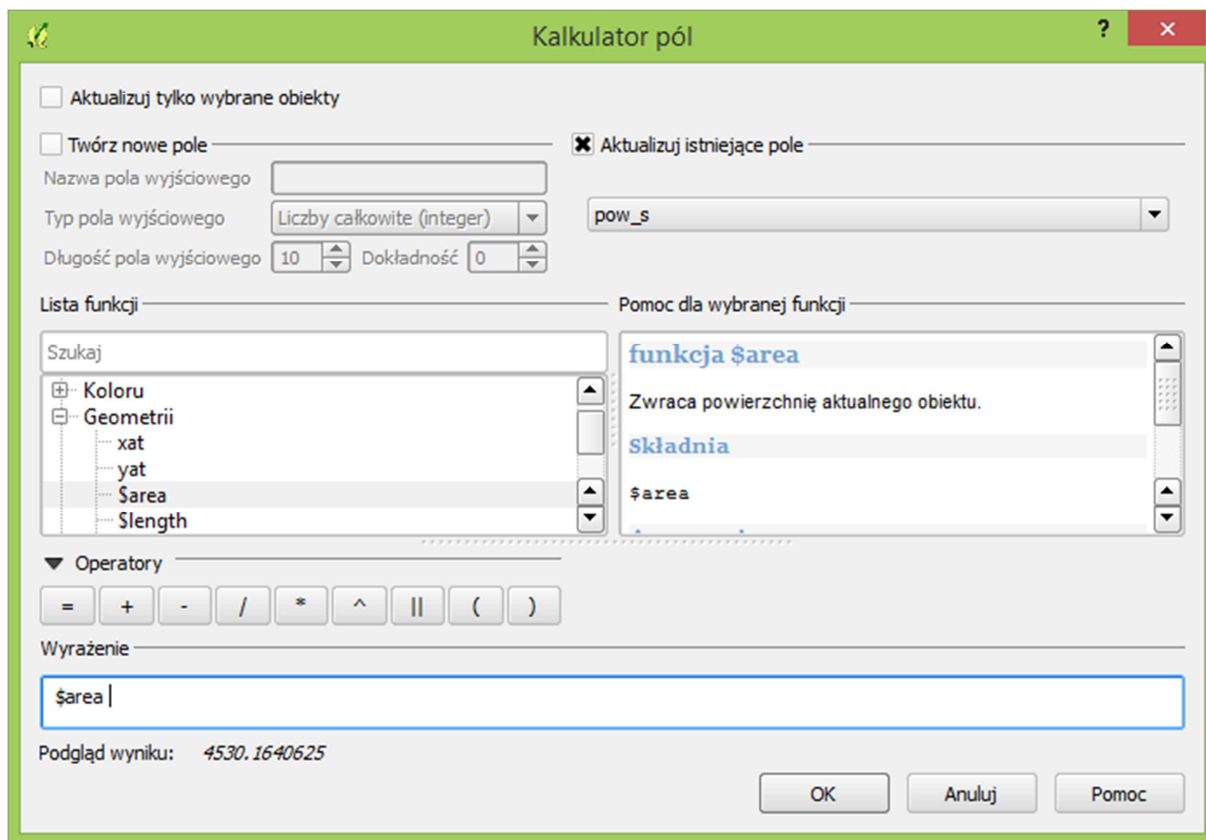 Kalkulator pól
?
Aktualizuj tylko wybrane obiekty
Twórz nowe pole
Aktualizuj istniejące pole
Nazwa pola wyjściowego
Typ pola wyjściowego Liczby całkowite (integer)
pow_s
Długość pola wyjściowego 10 Dokładność 0
Lista funkcji
Szukaj
Koloru
Geometrii
xat
yat
$area
$length
Pomoc dla wybranej funkcji
funkcja $area
Zwraca powierzchnię aktualnego obiektu.
Składnia
$area
Operatory
= + - / * ^ || ( )
Wyrażenie
$area
Podgląd wyniku: 4530.1640625
OK Anuluj Pomoc